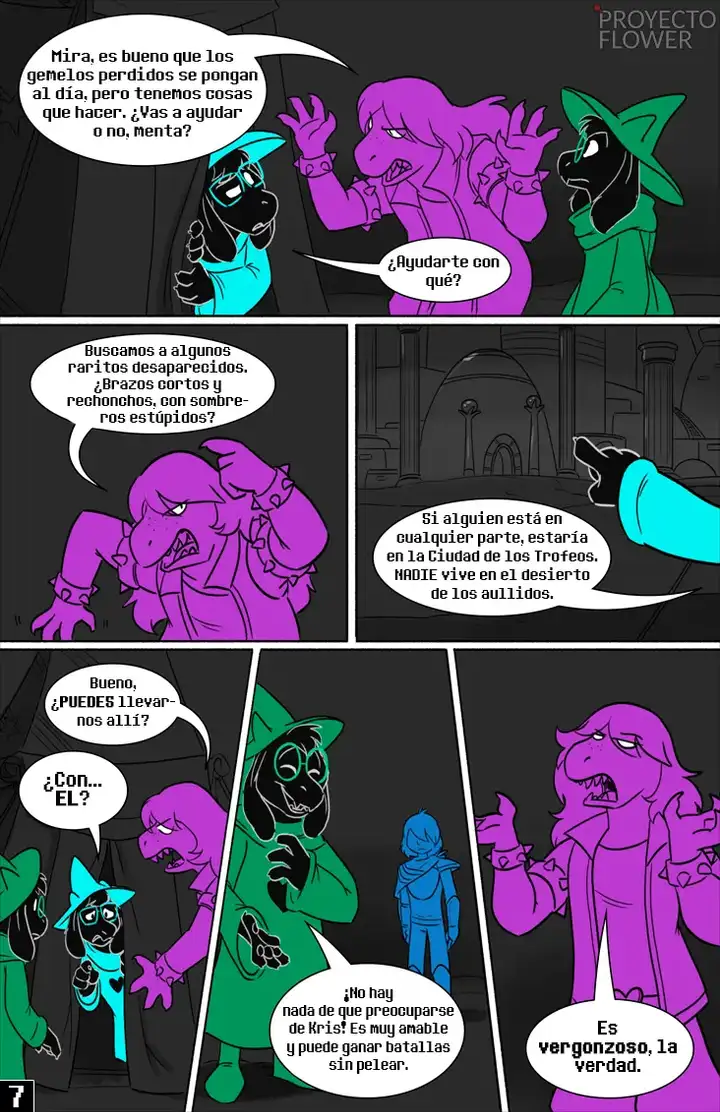 PROYECTO
FLOWER
Mira, es bueno que los
gemelos perdidos se pongan
al día, pero tenemos cosas
que hacer. ¿Vas a ayudar
o no, menta?
¿Ayudarte con
qué?
Buscamos a algunos
raritos desaparecidos.
¿Brazos cortos y
rechonchos, con sombre-
ros estúpidos?
Si alguien está en
cualquier parte, estaría
en la Ciudad de los Trofeos.
NADIE vive en el desierto
de los aullidos.
Bueno,
¿PUEDES llevar-
nos allí?
¿Con...
EL?
¡No hay
nada de que preocuparse
de Kris! Es muy amable
y puede ganar batallas
sin pelear.
Es
vergonzoso, la
verdad.
7